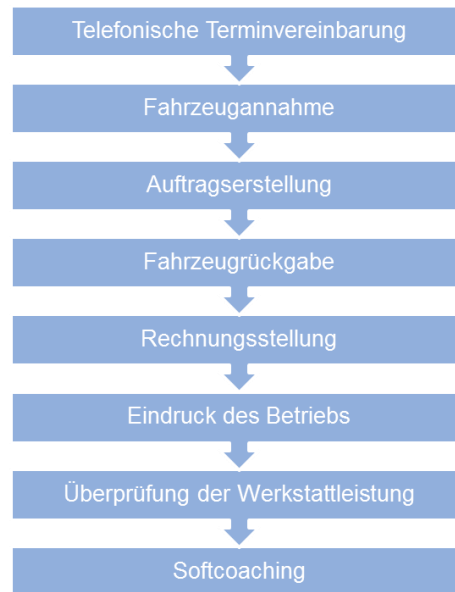 Telefonische Terminvereinbarung
Fahrzeugannahme
Auftragserstellung
Fahrzeugrückgabe
Rechnungsstellung
Eindruck des Betriebs
Überprüfung der Werkstattleistung
Softcoaching